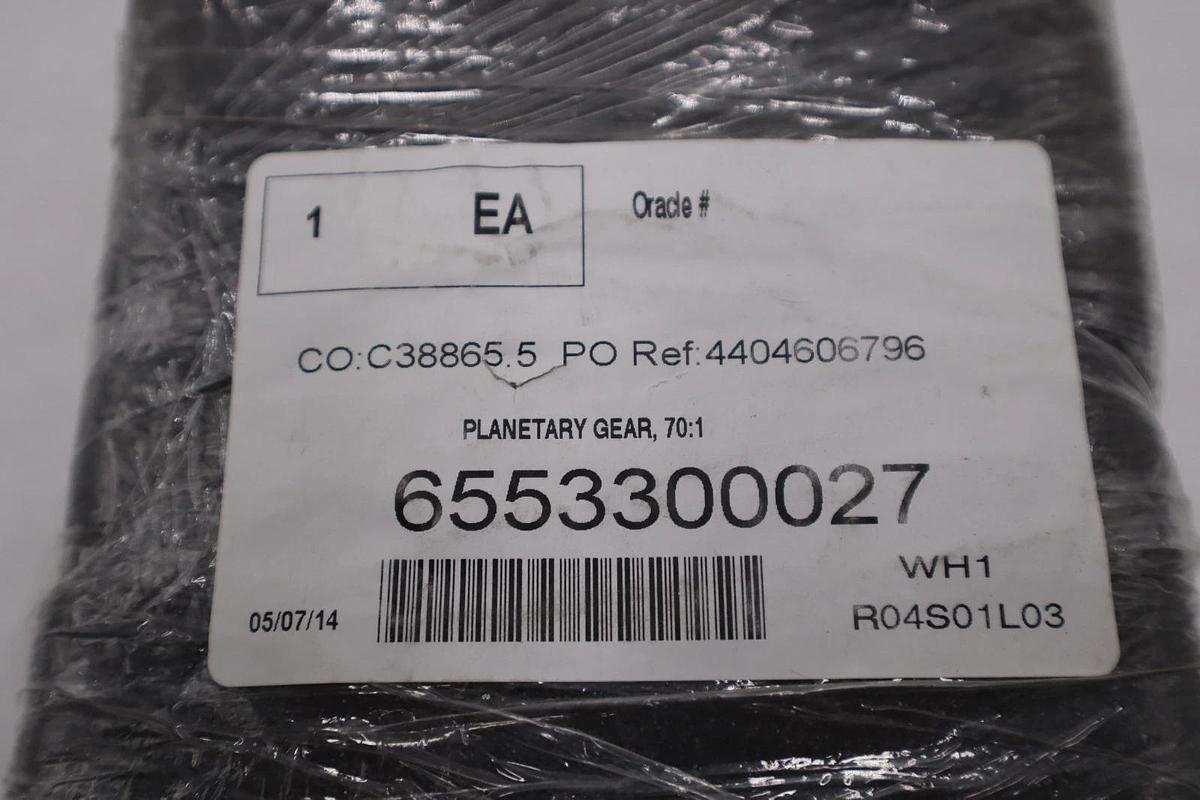 1 EA Oracle #
CO:C38865.5 PO Ref:4404606796
PLANETARY GEAR, 70:1
6553300027
WH1
05/07/14 R04S01L03